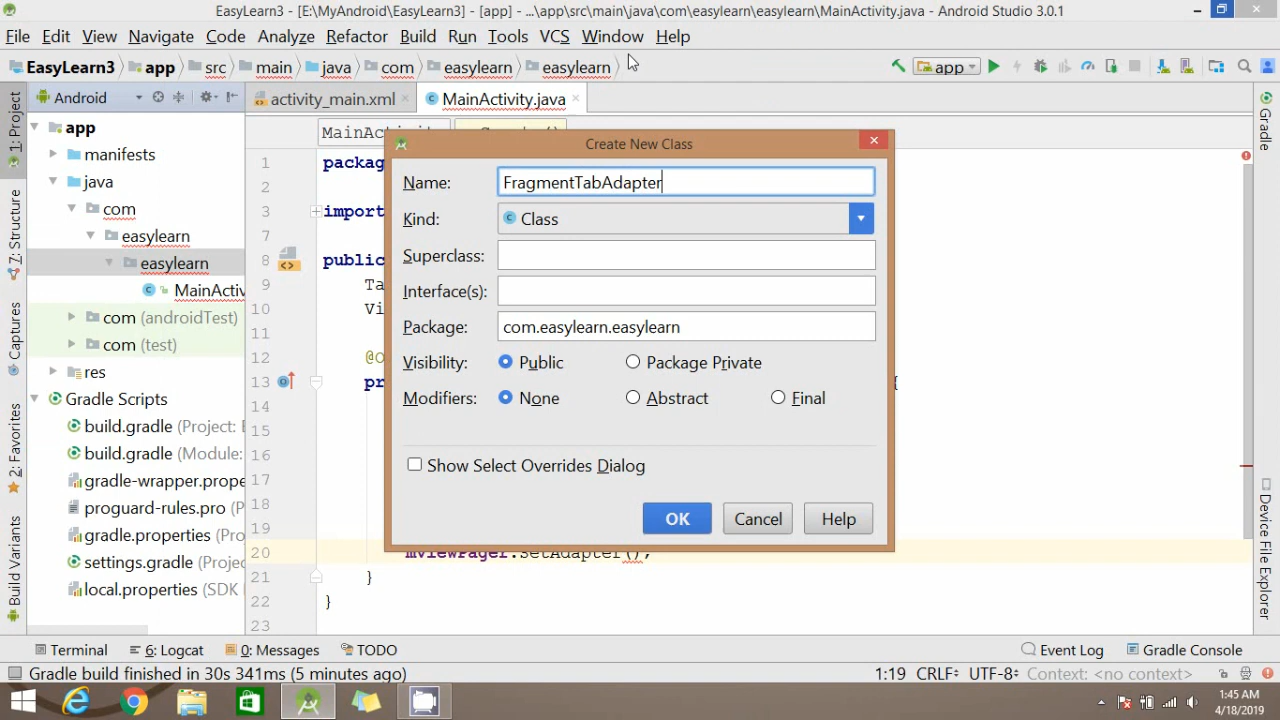 EasyLearn3 - [E:\MyAndroid\EasyLearn3] - [app] - ...\app\src\main\java\com\easylearn\easylearn\MainActivity.java - Android Studio 3.0.1
File Edit View Navigate Code Analyze Refactor Build Run Tools VCS Window Help
EasyLearn3 app src main java com easylearn easylearn app
1: Project
Android
activity_main.xml
MainActivity.java
Gradle
app
manifests
java
com
easylearn
easylearn
MainActiv
com (androidTest)
com (test)
res
Gradle Scripts
build.gradle (Project: E
build.gradle (Module:
gradle-wrapper.prope
proguard-rules.pro (P
gradle.properties
settings.gradle (Project
local.properties (SDK
Z: Structure
Captures
2: Favorites
Build Variants
1 packag
2
3 import
7
8 public
9 Ta
10 Vi
11
12 @O
13 pr {
14
15
16
17
18
19
20 mViewPager.setAdapter();
21 }
22 }
23
Create New Class
Name: FragmentTabAdapter
Kind: Class
Superclass:
Interface(s):
Package: com.easylearn.easylearn
Visibility: Public Package Private
Modifiers: None Abstract Final
Show Select Overrides Dialog
OK Cancel Help
Device File Explorer
Terminal 6: Logcat 0: Messages TODO Event Log Gradle Console
Gradle build finished in 30s 341ms (5 minutes ago) 1:19 CRLF UTF-8 Context: <no context>
1:45 AM
4/18/2019